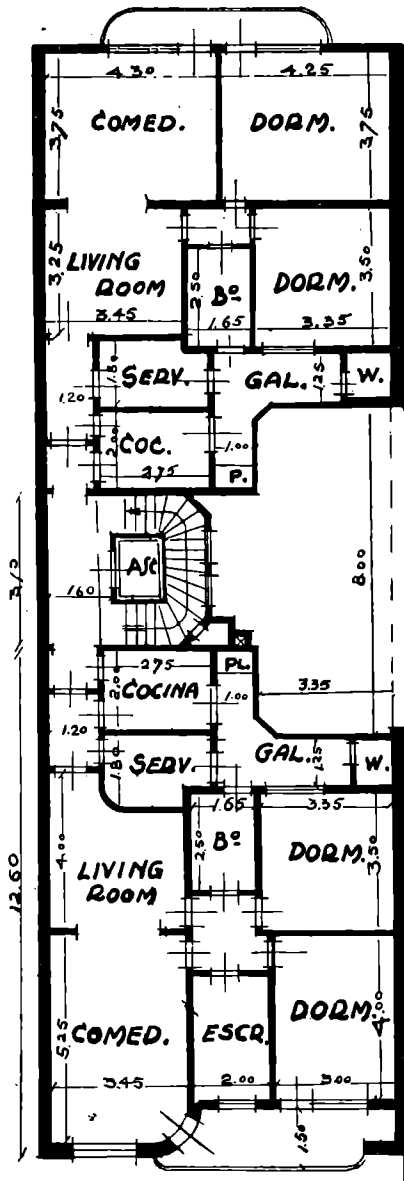 4.30 4.25
COMED. DORM.
3.75 3.75
3.25
LIVING
ROOM
3.45
2.50
Bº
1.65
DORM.
3.50
3.35
1.80
SERV.
GAL.
1.25
W.
1.20
2.00
COC.
2.75
1.00
P.
ASC
1.60
8.00
2.75
2.00
COCINA
PL.
1.00
3.35
1.20
1.80
SERV.
GAL.
1.25
W.
1.65 3.35
4.00
LIVING
ROOM
2.50
Bº
DORM.
3.50
12.60
5.25
COMED.
ESCR.
DORM.
4.00
3.45 2.00 3.00
1.50